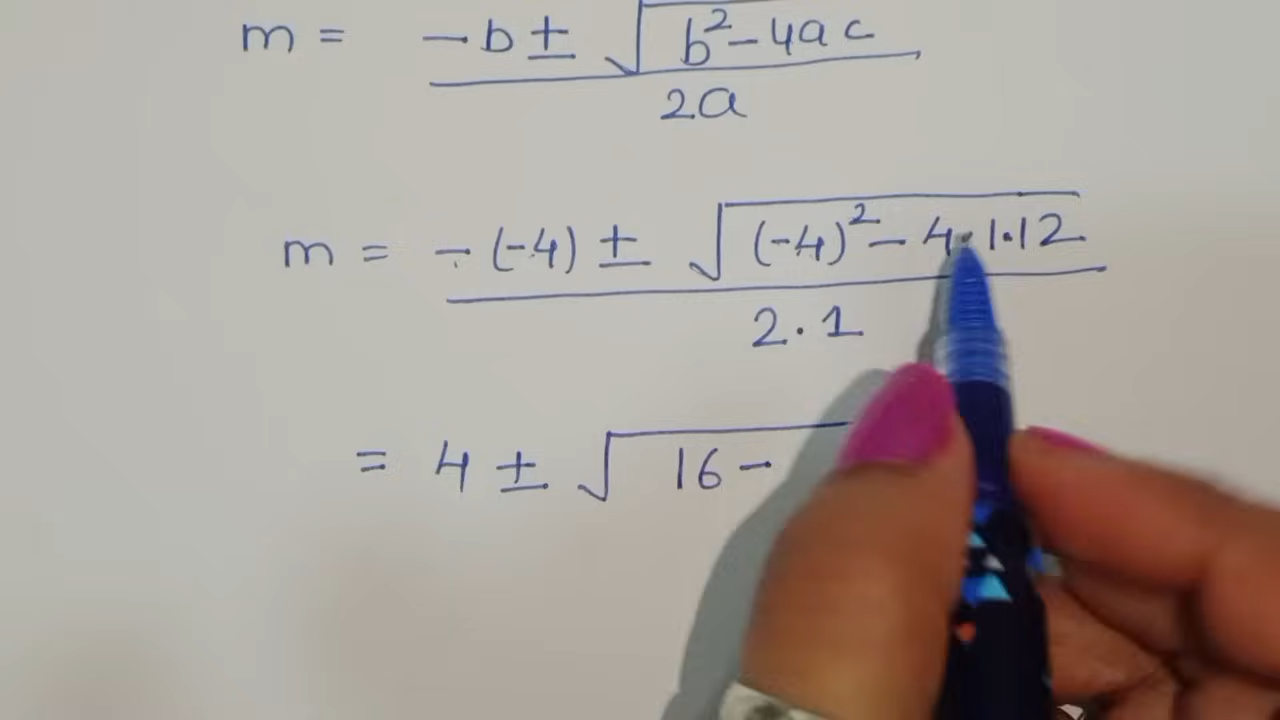 m = -b ± √b²-4ac
2a
m = -(-4) ± √(-4)² - 4·1·12
2·1
= 4 ± √16 -